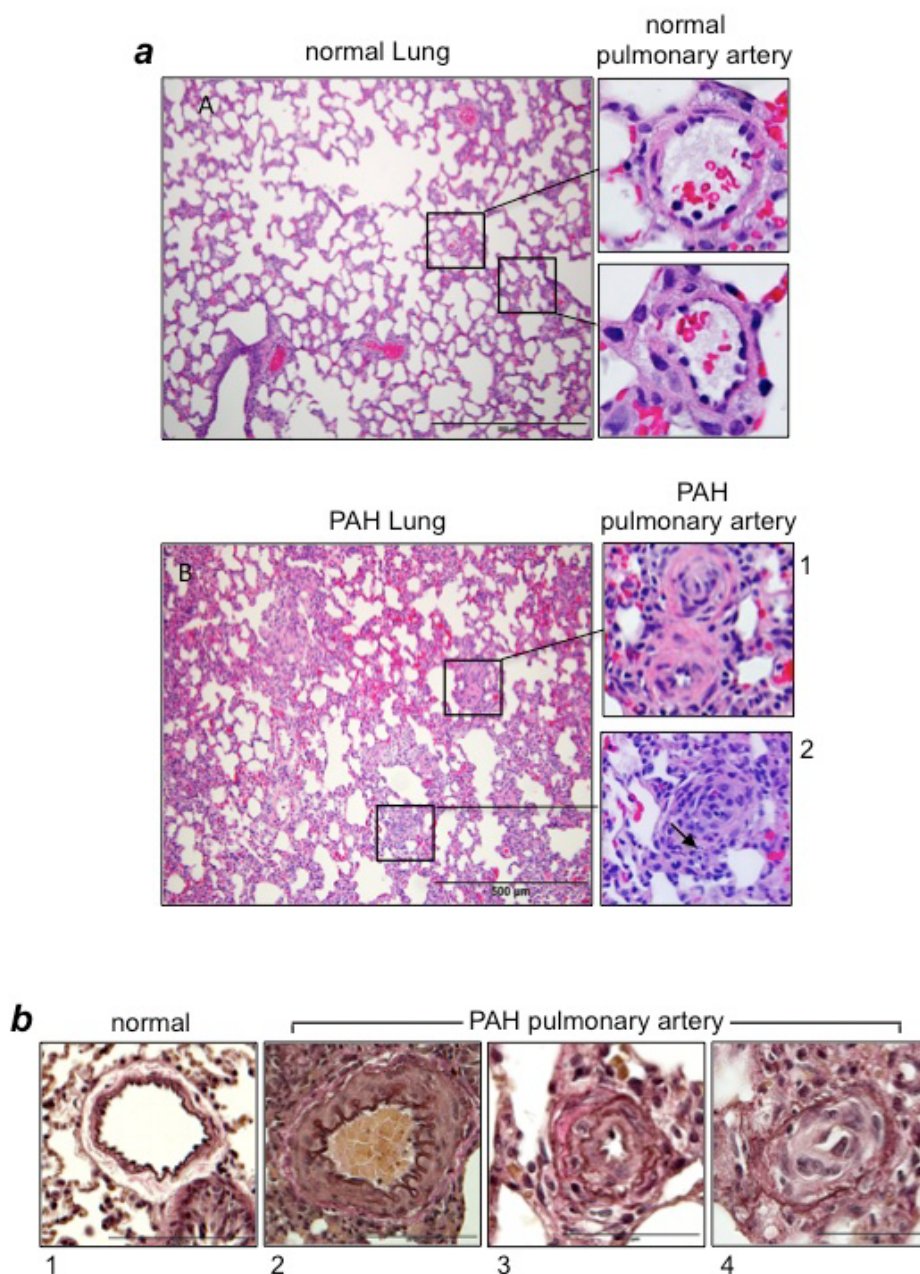 a
normal Lung
normal
pulmonary artery
A
PAH Lung
PAH
pulmonary artery
B
1
2
500 µm
b
normal
PAH pulmonary artery
1
2
3
4